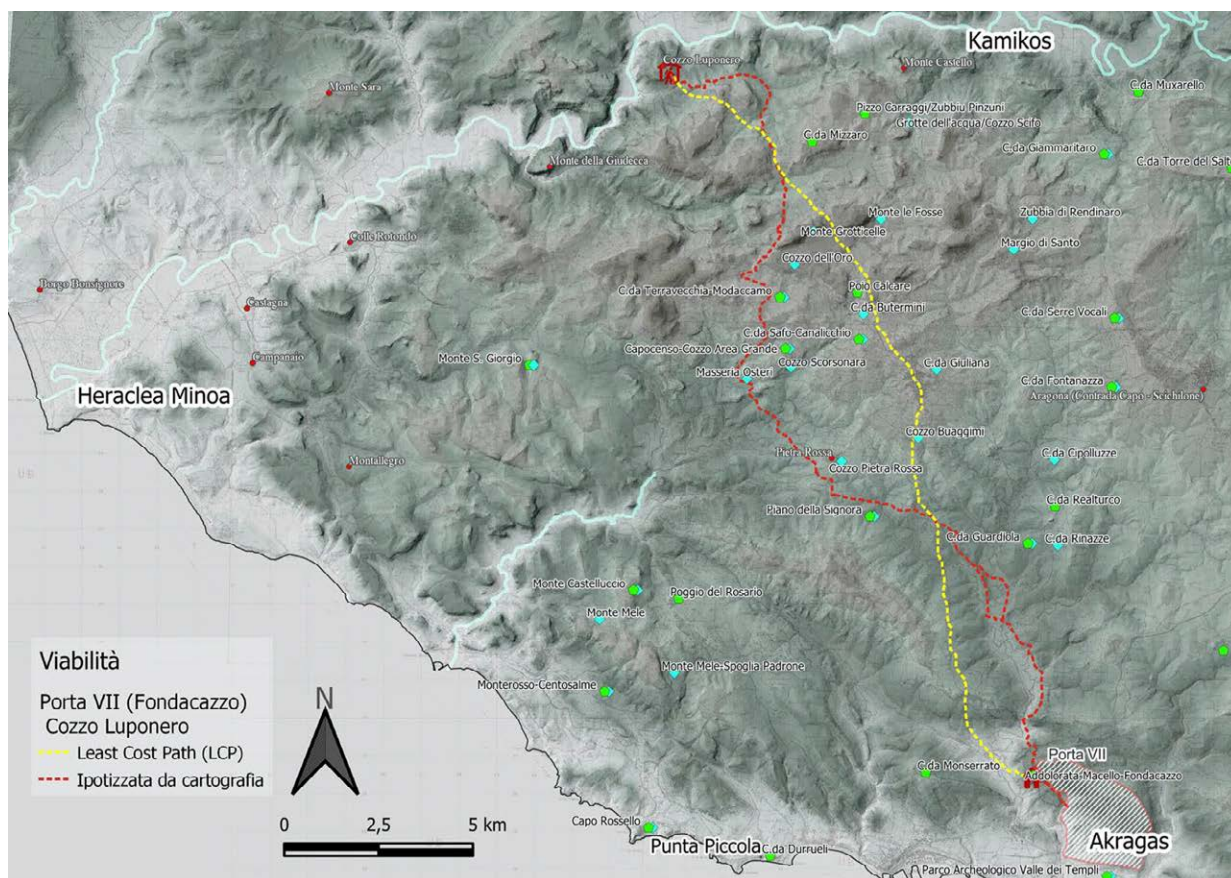 Kamikos
Cozzo Luponero
Monte Castello
Monte Sara
C.da Muxarello
Pizzo Carraggi/Zubbiu Pinzuni
Grotte dell'acqua/Cozzo Scifo
C.da Mizzaro
C.da Giammaritaro
C.da Torre del Salt
Monte della Giudecca
Monte le Fosse
Zubbia di Rendinaro
Monte Grotticelle
Colle Rotondo
Margio di Santo
Cozzo dell'Oro
Borgo Bonsignore
Poio Calcare
C.da Terravecchia-Modaccamo
Castagna
C.da Butermini
C.da Serre Vocali
C.da Safo-Canalicchio
Capocenso-Cozzo Area Grande
Monte S. Giorgio
Campanaio
Cozzo Scorsonara
C.da Giuliana
Masseria Osteri
C.da Fontanazza
Heraclea Minoa
Aragona (Contrada Capo - Scichilone)
Cozzo Buaggimi
Pietra Rossa
C.da Cipolluzze
Montallegro
Cozzo Pietra Rossa
C.da Realturco
Piano della Signora
C.da Guardiola
C.da Rinazze
Monte Castelluccio
Poggio del Rosario
Monte Mele
Viabilità
Monte Mele-Spoglia Padrone
Monterosso-Centosalme
Porta VII (Fondacazzo)
Cozzo Luponero
N
Least Cost Path (LCP)
Porta VII
C.da Monserrato
Addolorata-Macello-Fondacazzo
Ipotizzata da cartografia
0 2,5 5 km
Capo Rossello
Punta Piccola
C.da Durrueli
Akragas
Parco Archeologico Valle dei Templi